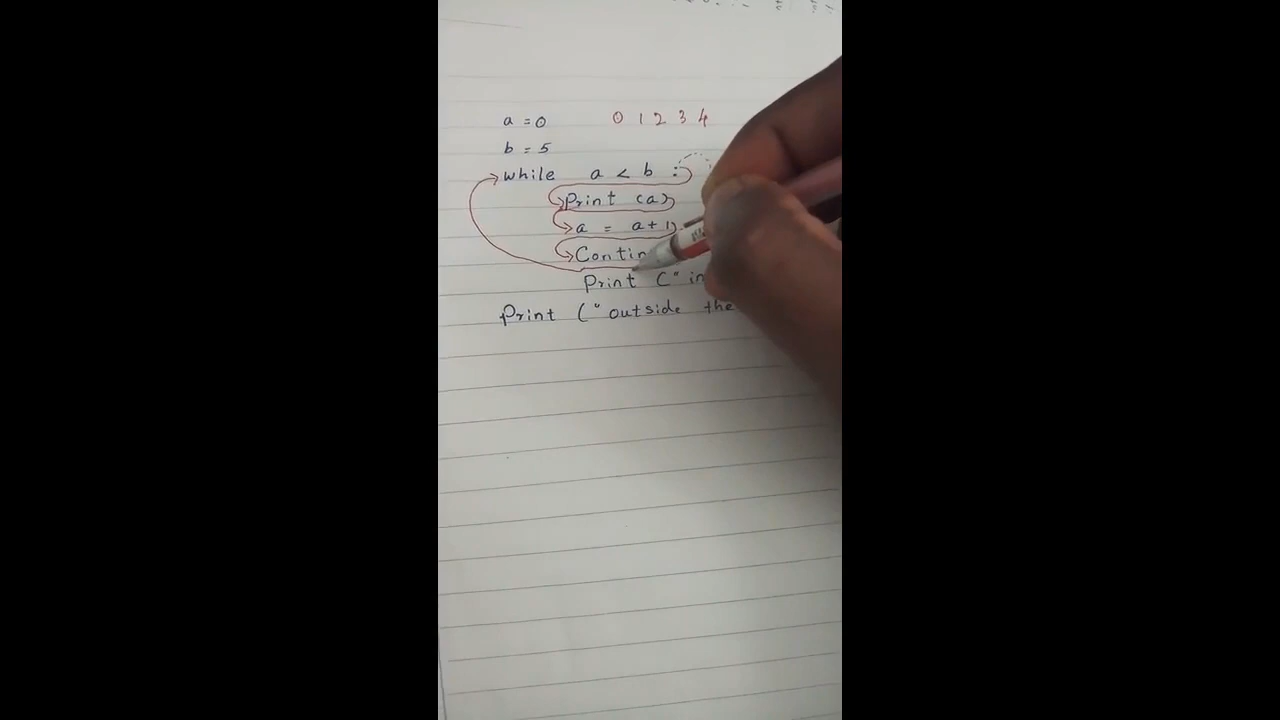 a = 0 0 1 2 3 4
b = 5
while a < b :
Print (a)
a = a+1
Contin
Print (" in
Print ("outside the